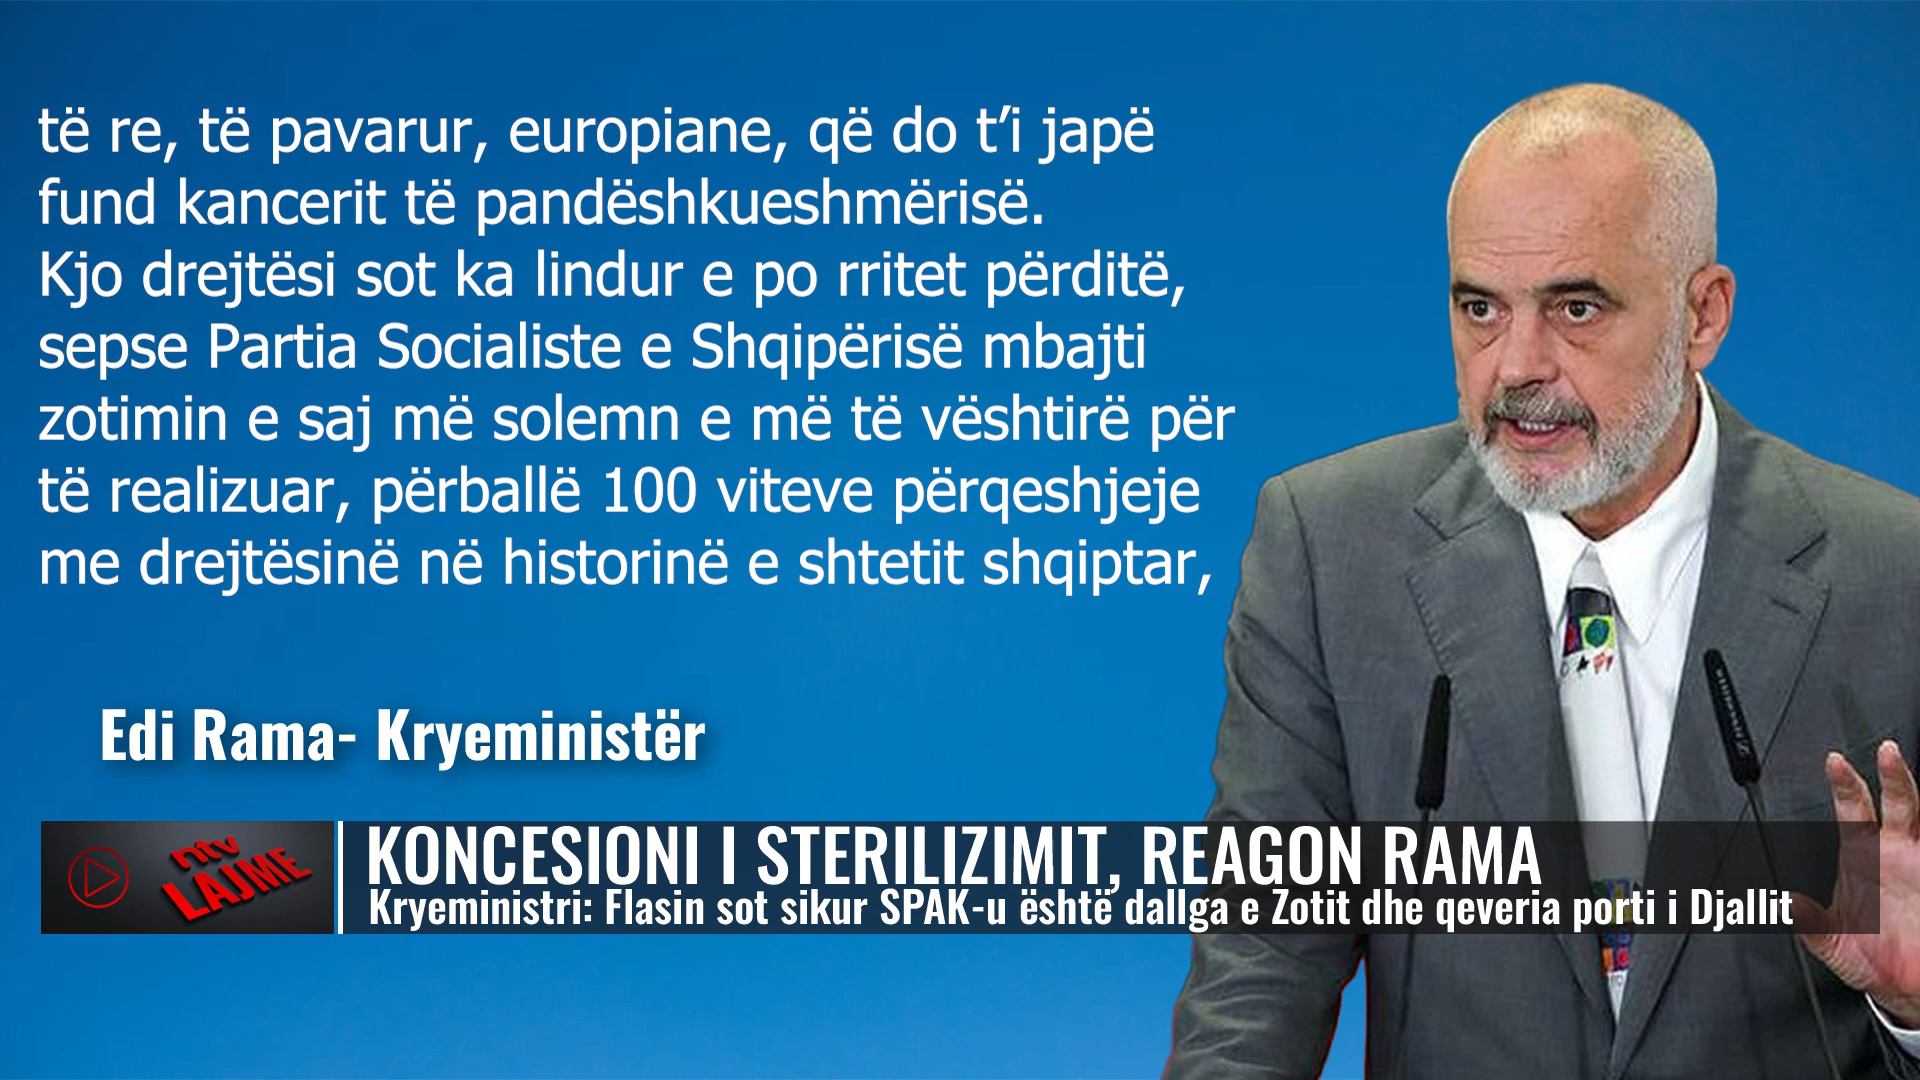 të re, të pavarur, europiane, që do t’i japë
fund kancerit të pandëshkueshmërisë.
Kjo drejtësi sot ka lindur e po rritet përditë,
sepse Partia Socialiste e Shqipërisë mbajti
zotimin e saj më solemn e më të vështirë për
të realizuar, përballë 100 viteve përqeshjeje
me drejtësinë në historinë e shtetit shqiptar,
Edi Rama- Kryeministër
ntv
LAJME
KONCESIONI I STERILIZIMIT, REAGON RAMA
Kryeministri: Flasin sot sikur SPAK-u është dallga e Zotit dhe qeveria porti i Djallit